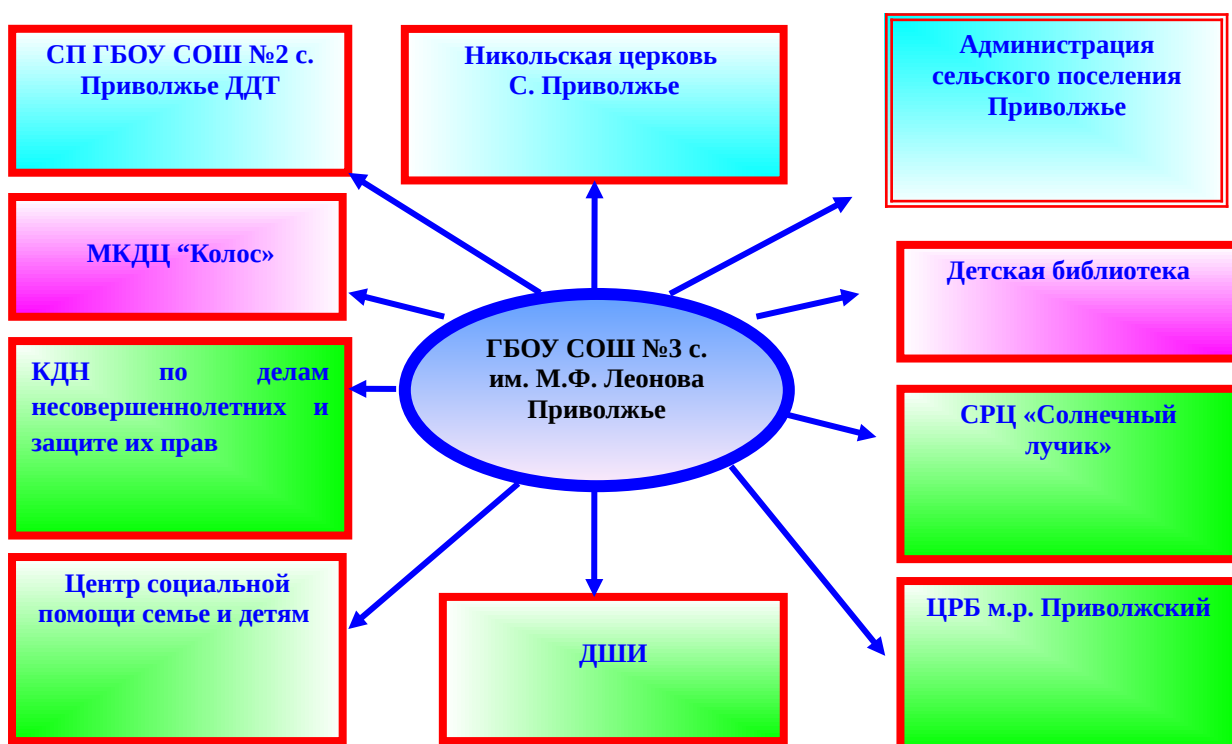 СП ГБОУ СОШ №2 с.
Приволжье ДДТ
Никольская церковь
С. Приволжье
Администрация
сельского поселения
Приволжье
МКДЦ “Колос»
Детская библиотека
ГБОУ СОШ №3 с.
им. М.Ф. Леонова
Приволжье
КДН по делам
несовершеннолетних и
защите их прав
СРЦ «Солнечный
лучик»
Центр социальной
помощи семье и детям
ДШИ
ЦРБ м.р. Приволжский